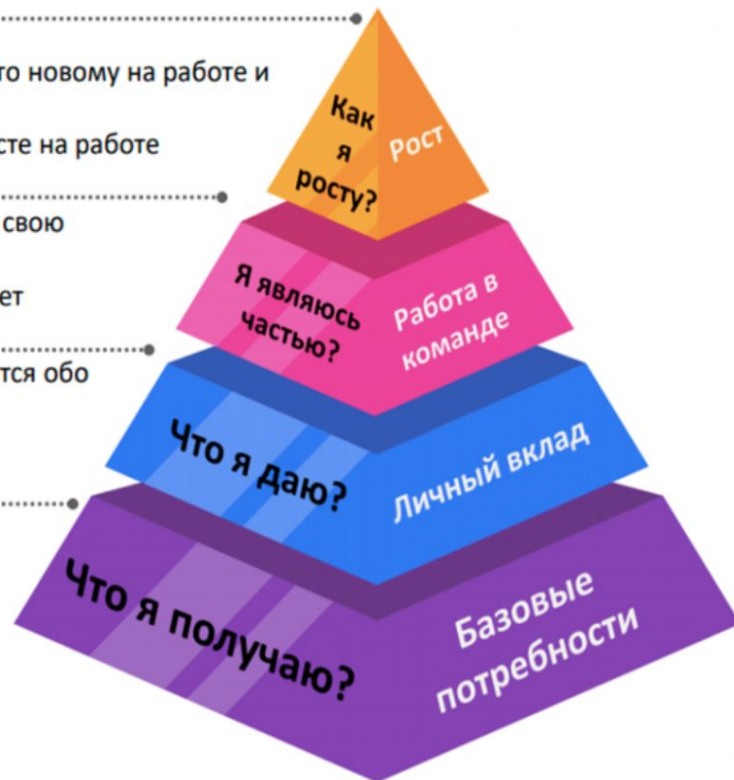 то новому на работе и
сте на работе
свою
ет
тся обо
Как
я
росту?
Рост
Я являюсь
частью?
Работа в
команде
Что я даю?
Личный вклад
Что я получаю?
Базовые
потребности